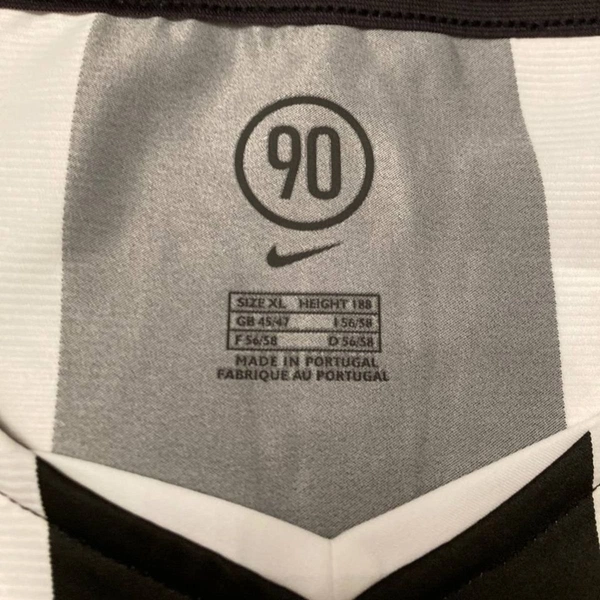 90
SIZE XL HEIGHT 188
GB 45/47 I 56/58
F 56/58 D 56/58
MADE IN PORTUGAL
FABRIQUE AU PORTUGAL